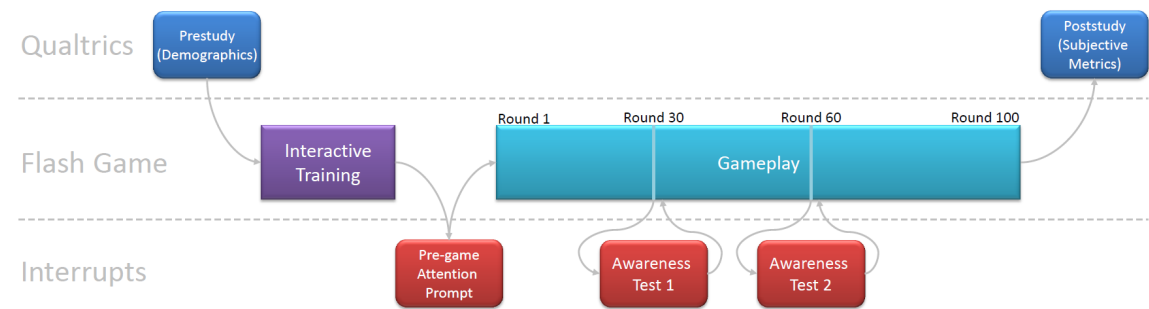 Qualtrics
Prestudy
(Demographics)
Poststudy
(Subjective
Metrics)
Flash Game
Interactive
Training
Round 1
Round 30
Round 60
Round 100
Gameplay
Interrupts
Pre-game
Attention
Prompt
Awareness
Test 1
Awareness
Test 2